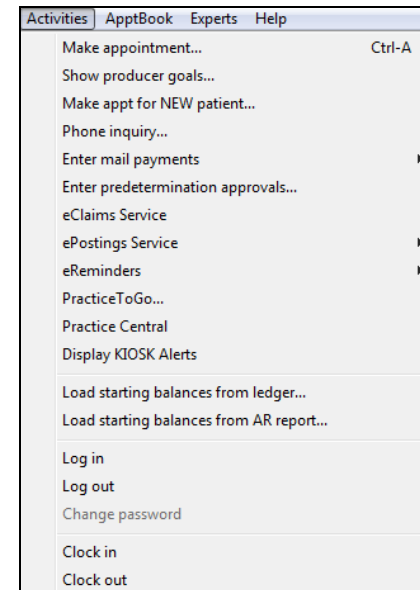 Activities ApptBook Experts Help
Make appointment... Ctrl-A
Show producer goals...
Make appt for NEW patient...
Phone inquiry...
Enter mail payments
Enter predetermination approvals...
eClaims Service
ePostings Service
eReminders
PracticeToGo...
Practice Central
Display KIOSK Alerts
Load starting balances from ledger...
Load starting balances from AR report...
Log in
Log out
Change password
Clock in
Clock out